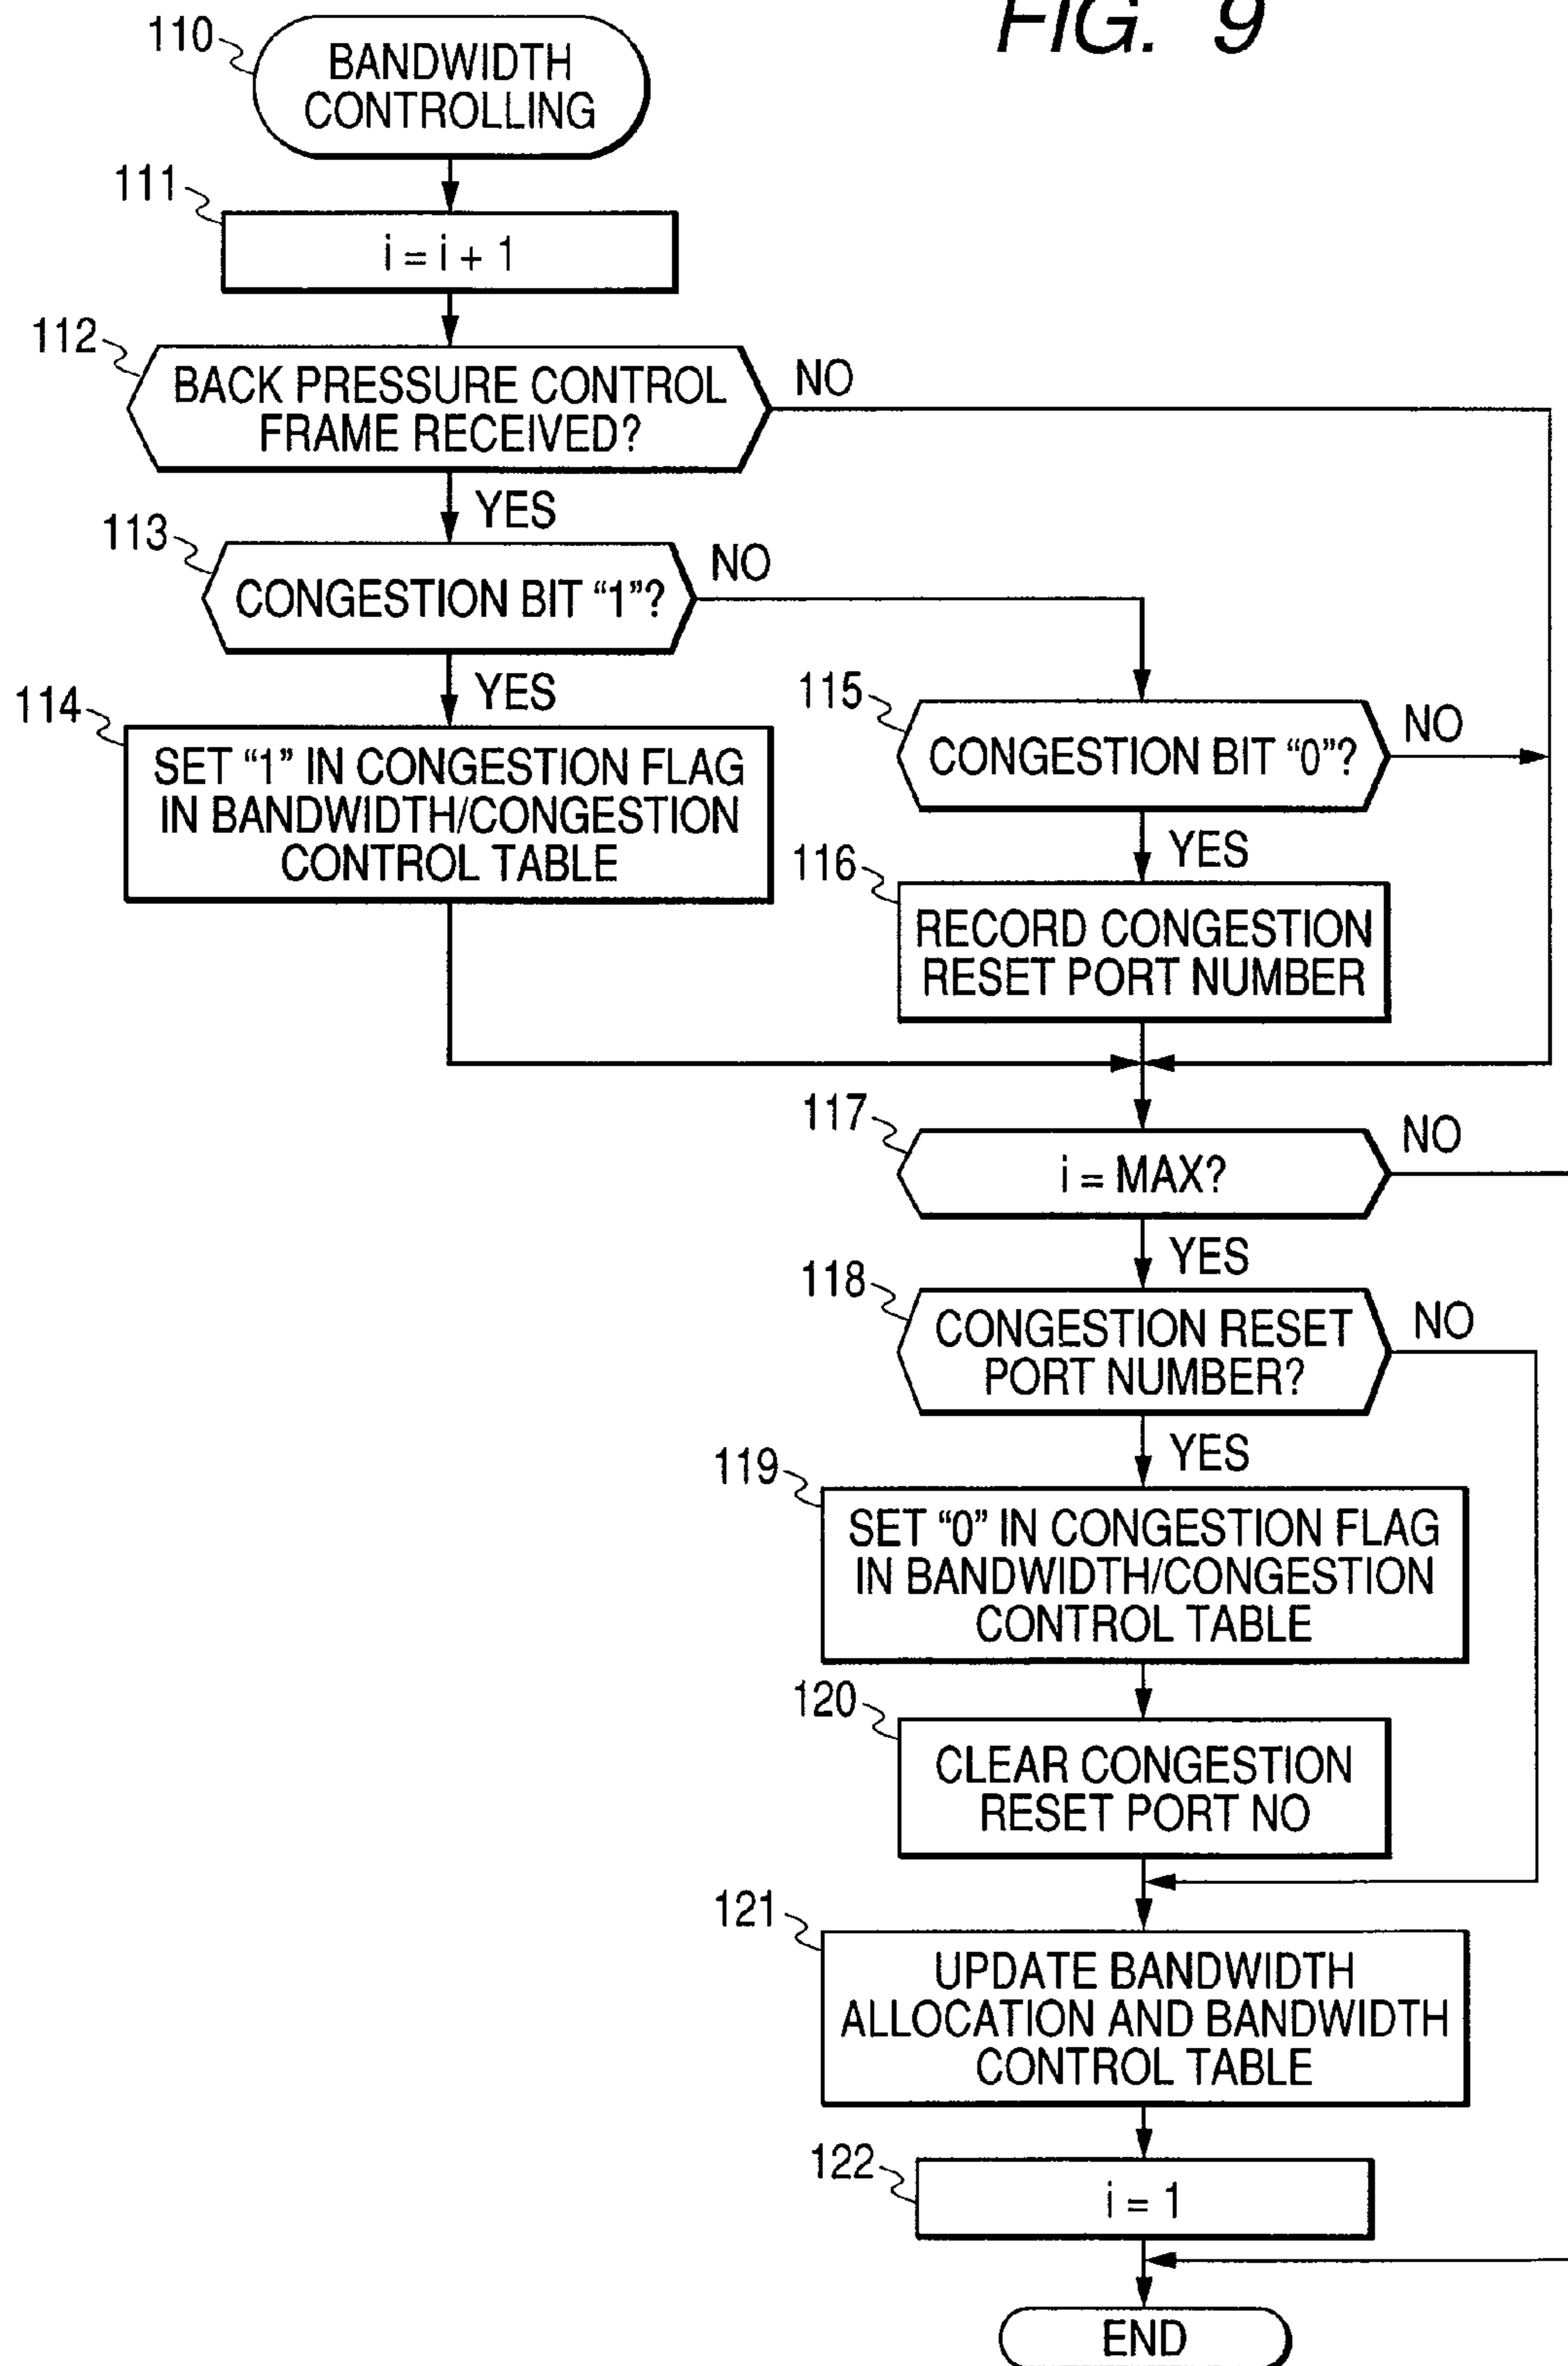 FIG. 9
110
BANDWIDTH
CONTROLLING
111
i = i + 1
112
BACK PRESSURE CONTROL
FRAME RECEIVED?
NO
YES
113
CONGESTION BIT “1”?
NO
YES
114
SET “1” IN CONGESTION FLAG
IN BANDWIDTH/CONGESTION
CONTROL TABLE
115
CONGESTION BIT “0”?
NO
YES
116
RECORD CONGESTION
RESET PORT NUMBER
117
i = MAX?
NO
YES
118
CONGESTION RESET
PORT NUMBER?
NO
YES
119
SET “0” IN CONGESTION FLAG
IN BANDWIDTH/CONGESTION
CONTROL TABLE
120
CLEAR CONGESTION
RESET PORT NO
121
UPDATE BANDWIDTH
ALLOCATION AND BANDWIDTH
CONTROL TABLE
122
i = 1
END